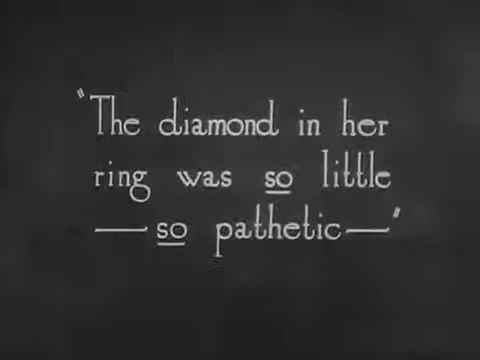 "The diamond in her
ring was so little
—so pathetic—"